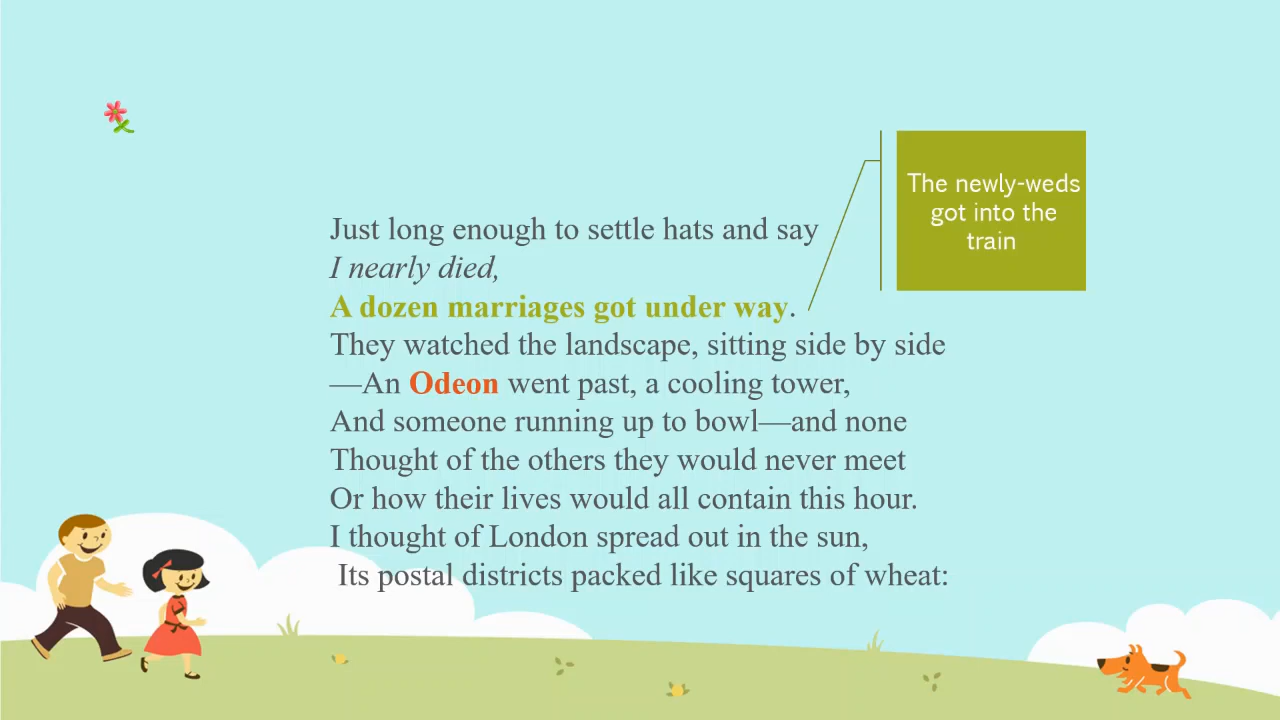 The newly-weds
got into the
train
Just long enough to settle hats and say
I nearly died,
A dozen marriages got under way.
They watched the landscape, sitting side by side
—An Odeon went past, a cooling tower,
And someone running up to bowl—and none
Thought of the others they would never meet
Or how their lives would all contain this hour.
I thought of London spread out in the sun,
Its postal districts packed like squares of wheat: